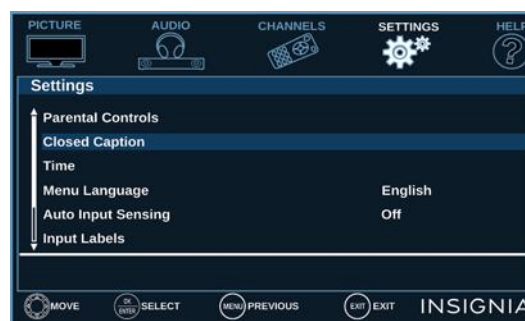 PICTURE AUDIO CHANNELS SETTINGS HELP
?
Settings
Parental Controls
Closed Caption
Time
Menu Language English
Auto Input Sensing Off
Input Labels
MOVE OK ENTER SELECT MENU PREVIOUS EXIT EXIT INSIGNIA